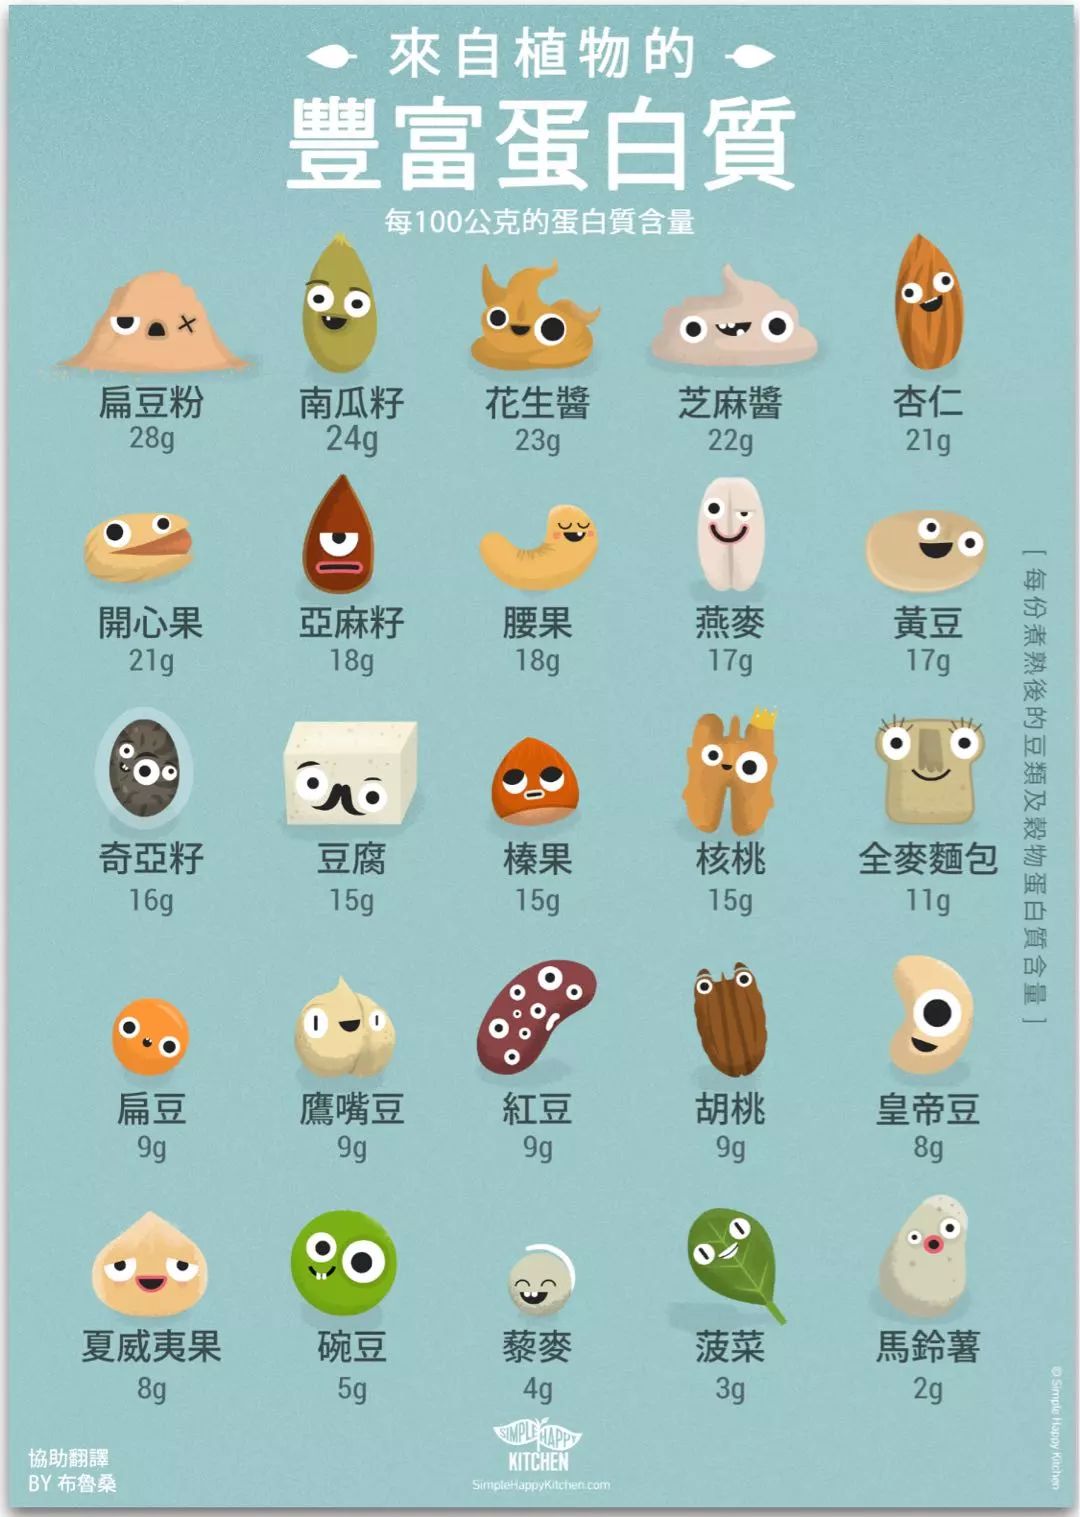 來自植物的
豐富蛋白質
每100公克的蛋白質含量
扁豆粉
28g
南瓜籽
24g
花生醬
23g
芝麻醬
22g
杏仁
21g
開心果
21g
亞麻籽
18g
腰果
18g
燕麥
17g
黃豆
17g
奇亞籽
16g
豆腐
15g
榛果
15g
核桃
15g
全麥麵包
11g
扁豆
9g
鷹嘴豆
9g
紅豆
9g
胡桃
9g
皇帝豆
8g
夏威夷果
8g
豌豆
5g
藜麥
4g
菠菜
3g
馬鈴薯
2g
[ 每份煮熟後的豆類及穀物蛋白質含量 ]
© Simple Happy Kitchen
協助翻譯
BY 布魯桑
SIMPLE HAPPY
KITCHEN
SimpleHappyKitchen.com